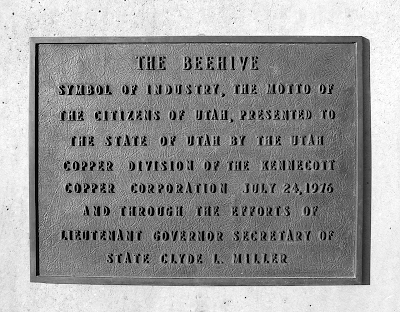 THE BEEHIVE
SYMBOL OF INDUSTRY, THE MOTTO OF
THE CITIZENS OF UTAH, PRESENTED TO
THE STATE OF UTAH BY THE UTAH
COPPER DIVISION OF THE KENNECOTT
COPPER CORPORATION JULY 24, 1976
AND THROUGH THE EFFORTS OF
LIEUTENANT GOVERNOR SECRETARY OF
STATE CLYDE L. MILLER